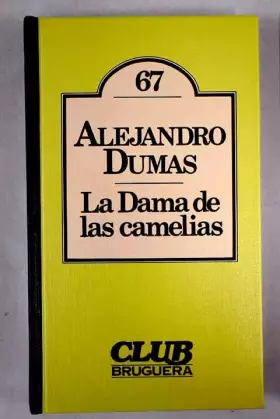 67
ALEJANDRO
DUMAS
La Dama de
las camelias
CLUB
BRUGUERA